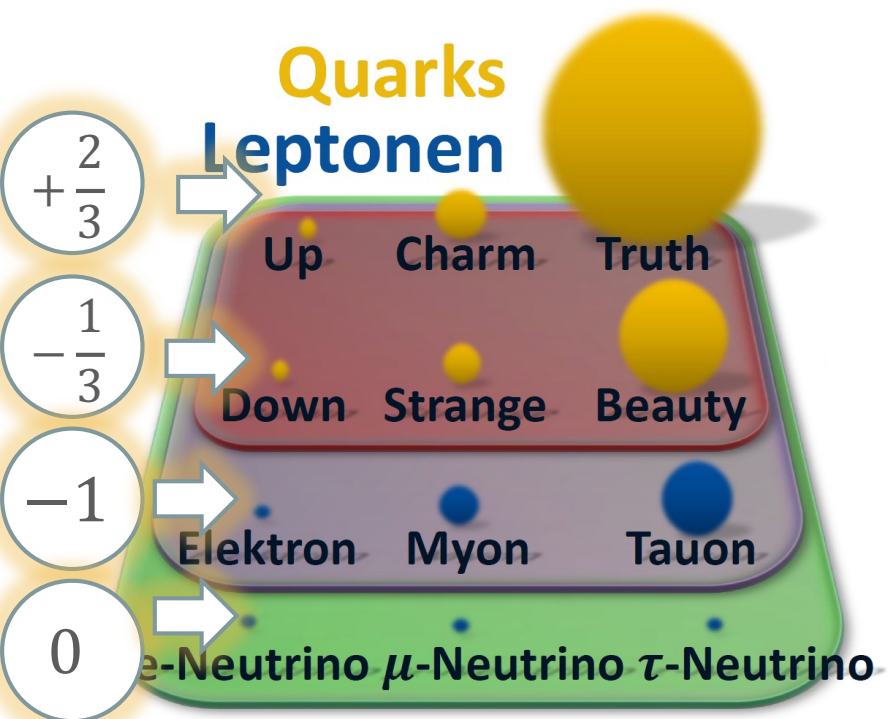 Quarks
Leptonen
+2/3
Up Charm Truth
−1/3
Down Strange Beauty
−1
Elektron Myon Tauon
0
e-Neutrino μ-Neutrino τ-Neutrino